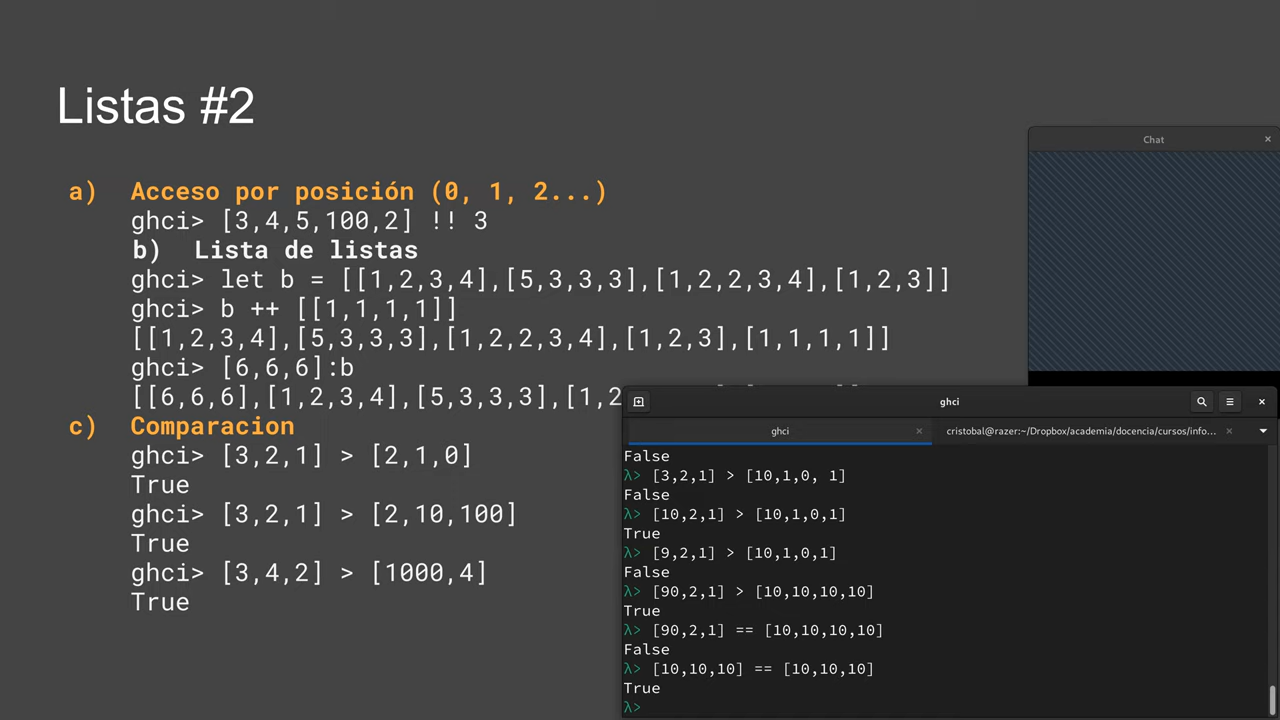 Listas #2
a) Acceso por posición (0, 1, 2...)
ghci> [3,4,5,100,2] !! 3
b) Lista de listas
ghci> let b = [[1,2,3,4],[5,3,3,3],[1,2,2,3,4],[1,2,3]]
ghci> b ++ [[1,1,1,1]]
[[1,2,3,4],[5,3,3,3],[1,2,2,3,4],[1,2,3],[1,1,1,1]]
ghci> [6,6,6]:b
[[6,6,6],[1,2,3,4],[5,3,3,3],[1,2
c) Comparacion
ghci> [3,2,1] > [2,1,0]
True
ghci> [3,2,1] > [2,10,100]
True
ghci> [3,4,2] > [1000,4]
True
Chat
ghci
ghci
cristobal@razer:~/Dropbox/academia/docencia/cursos/info...
False
λ> [3,2,1] > [10,1,0, 1]
False
λ> [10,2,1] > [10,1,0,1]
True
λ> [9,2,1] > [10,1,0,1]
False
λ> [90,2,1] > [10,10,10,10]
True
λ> [90,2,1] == [10,10,10,10]
False
λ> [10,10,10] == [10,10,10]
True
λ>